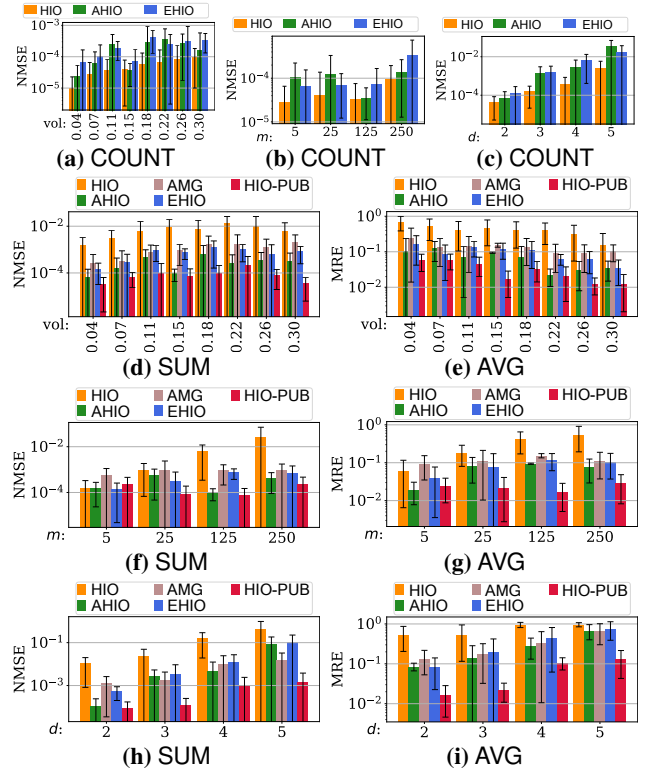 HIO AHIO EHIO
NMSE
10⁻³
10⁻⁴
10⁻⁵
vol: 0.04 0.07 0.11 0.15 0.18 0.22 0.26 0.30
(a) COUNT
HIO AHIO EHIO
NMSE
10⁻⁴
10⁻⁵
m: 5 25 125 250
(b) COUNT
HIO AHIO EHIO
NMSE
10⁻²
10⁻⁴
d: 2 3 4 5
(c) COUNT
HIO AMG HIO-PUB
AHIO EHIO
NMSE
10⁻²
10⁻⁴
vol: 0.04 0.07 0.11 0.15 0.18 0.22 0.26 0.30
(d) SUM
HIO AMG HIO-PUB
AHIO EHIO
MRE
10⁰
10⁻¹
10⁻²
0.04 0.07 0.11 0.15 0.18 0.22 0.26 0.30
(e) AVG
HIO AMG HIO-PUB
AHIO EHIO
NMSE
10⁻²
10⁻⁴
m: 5 25 125 250
(f) SUM
HIO AMG HIO-PUB
AHIO EHIO
MRE
10⁰
10⁻¹
10⁻²
m: 5 25 125 250
(g) AVG
HIO AMG HIO-PUB
AHIO EHIO
NMSE
10⁻¹
10⁻³
d: 2 3 4 5
(h) SUM
HIO AMG HIO-PUB
AHIO EHIO
MRE
10⁰
10⁻¹
10⁻²
d: 2 3 4 5
(i) AVG